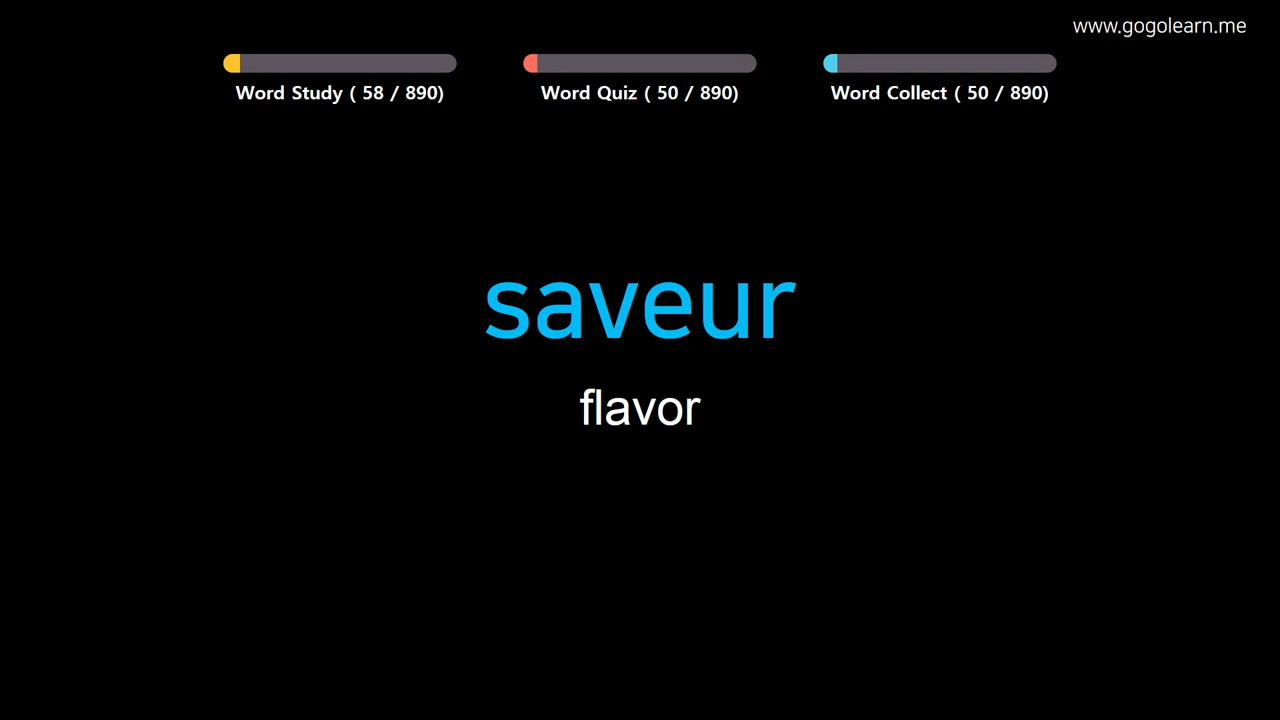 www.gogolearn.me
Word Study ( 58 / 890)
Word Quiz ( 50 / 890)
Word Collect ( 50 / 890)
saveur
flavor